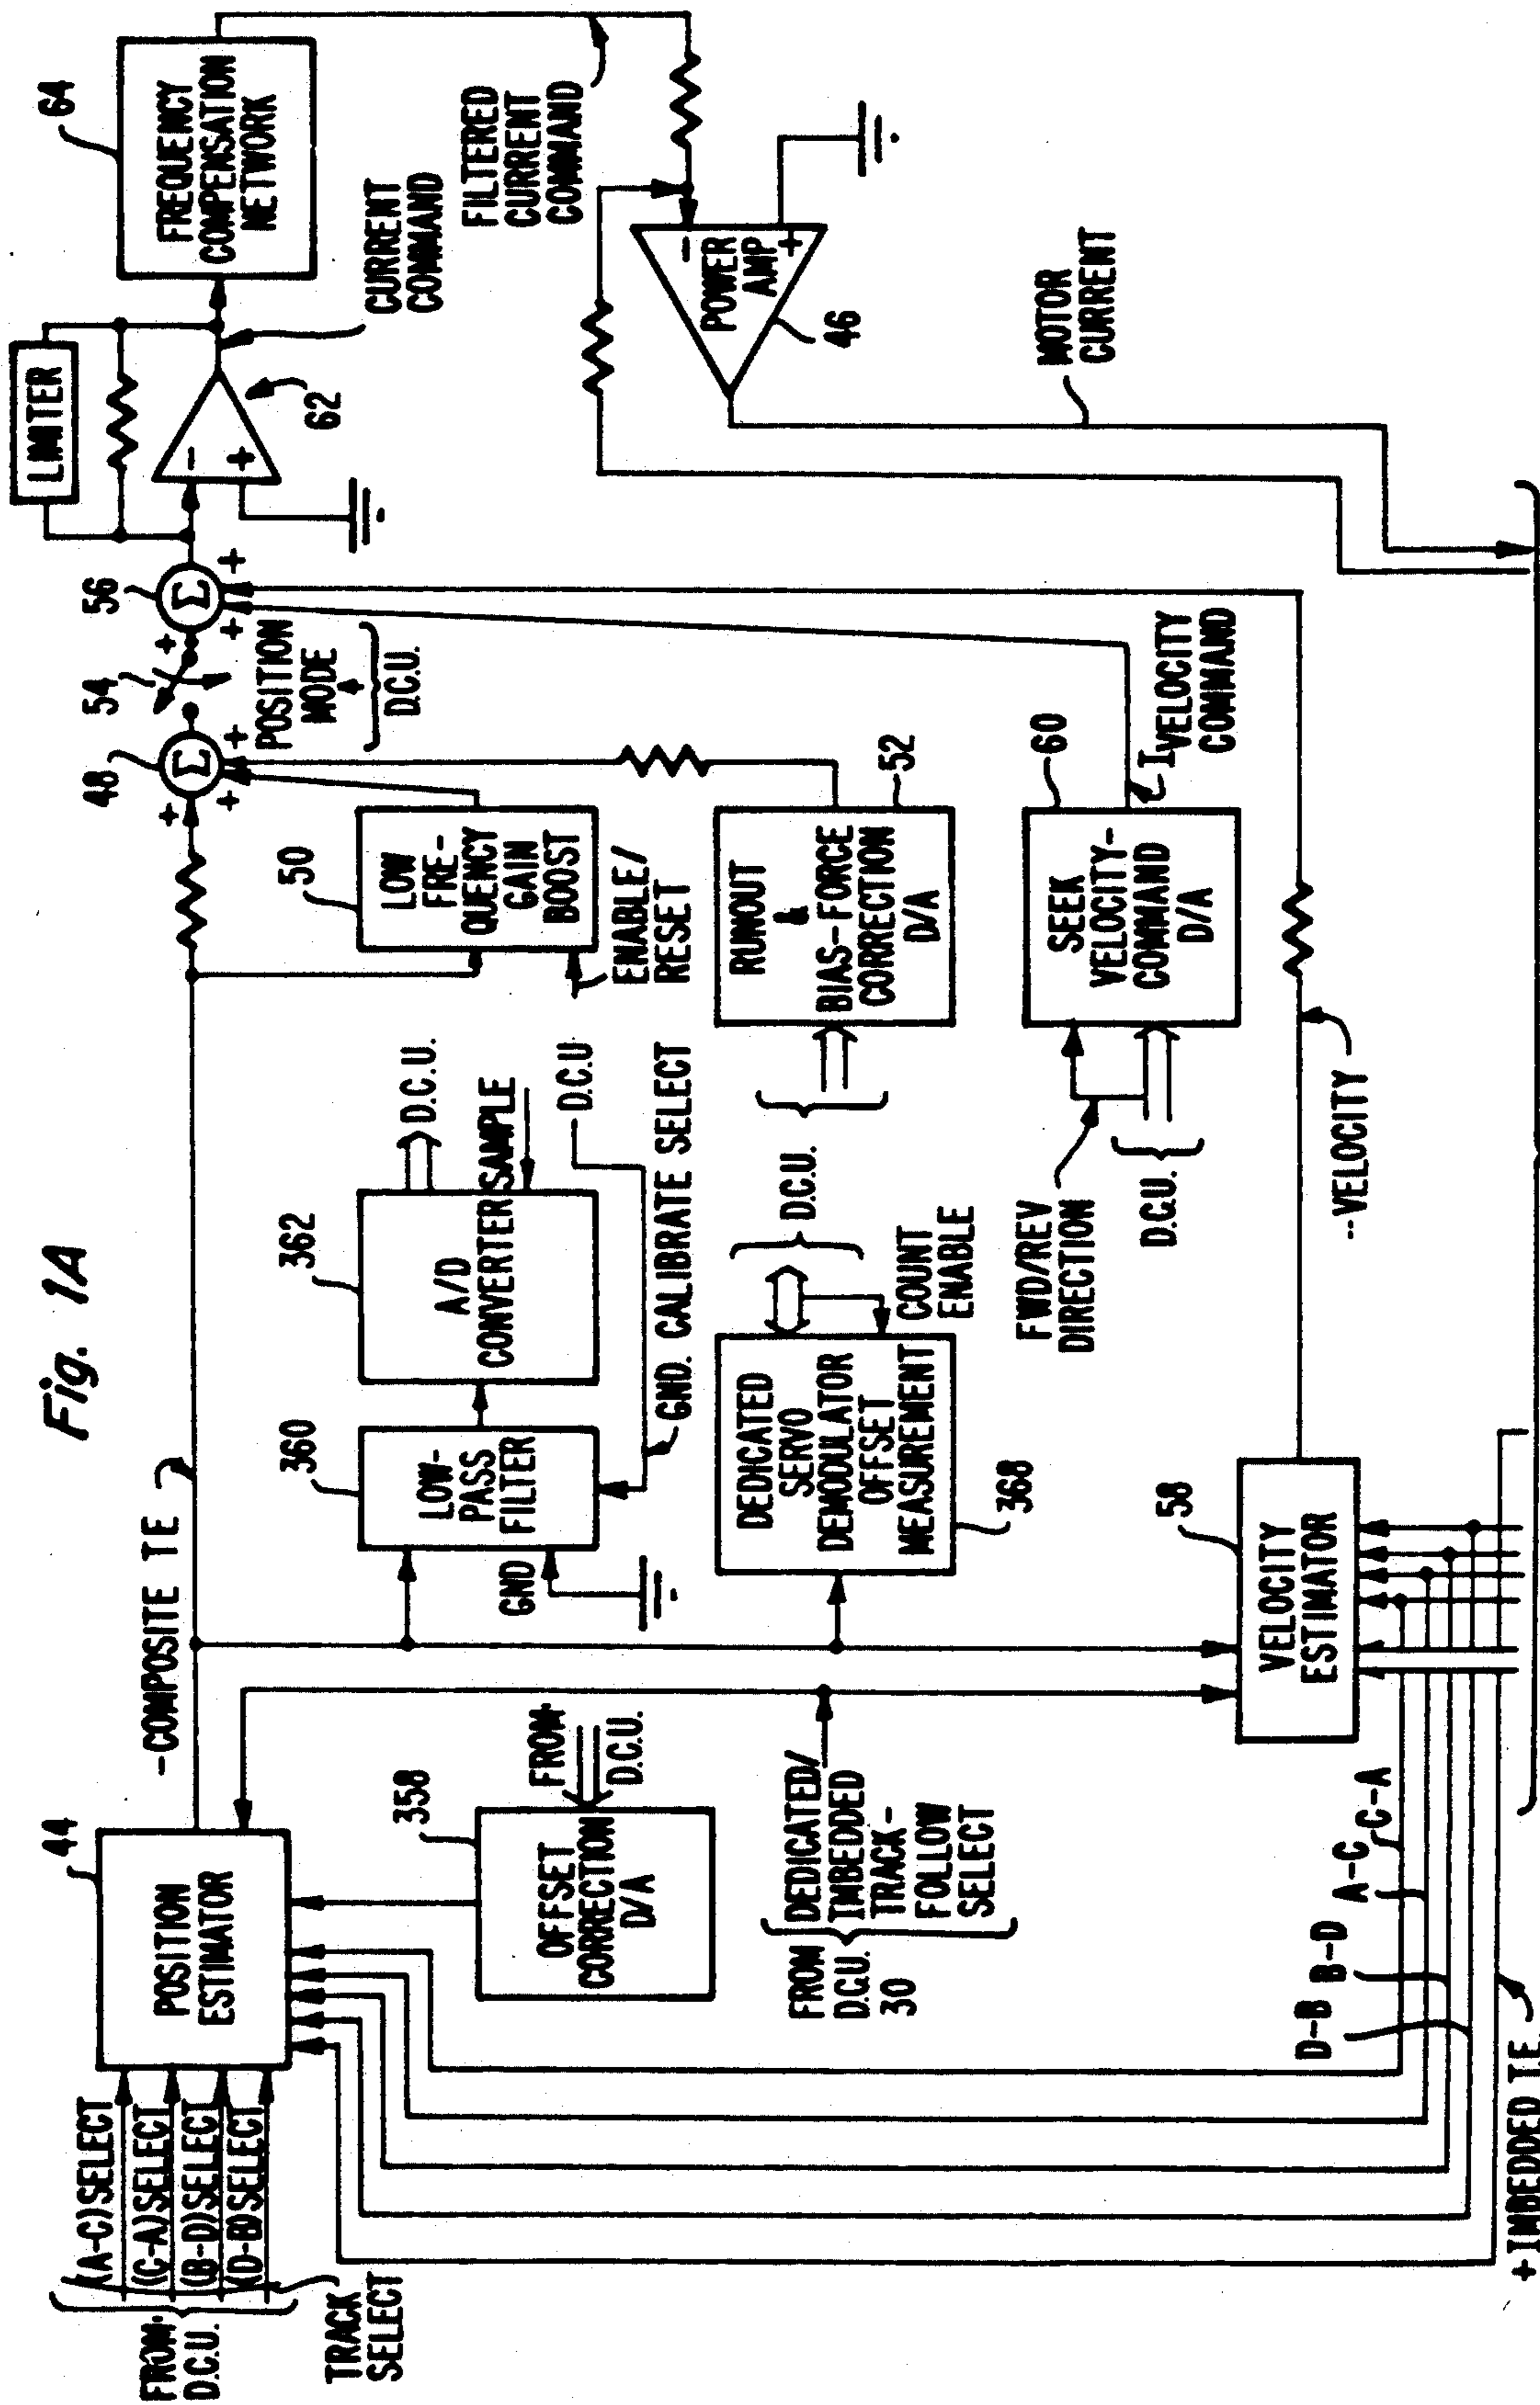 Fig. 1A
FROM
D.C.U.
(A-C)SELECT
(C-A)SELECT
(B-D)SELECT
(D-B)SELECT
TRACK
SELECT
44
POSITION
ESTIMATOR
-COMPOSITE TE
358
OFFSET
CORRECTION
D/A
FROM
D.C.U.
FROM
D.C.U.
30
DEDICATED/
IMBEDDED
TRACK-
FOLLOW
SELECT
360
LOW-
PASS
FILTER
GND
362
A/D
CONVERTER
SAMPLE
D.C.U.
D.C.U
GND. CALIBRATE SELECT
DEDICATED
SERVO
DEMODULATOR
OFFSET
MEASUREMENT
368
D.C.U.
COUNT
ENABLE
50
LOW
FRE-
QUENCY
GAIN
BOOST
ENABLE/
RESET
RUNOUT
&
BIAS-FORCE
CORRECTION
D/A
52
FWD/REV
DIRECTION
D.C.U.
60
SEEK
VELOCITY-
COMMAND
D/A
I VELOCITY
COMMAND
48
Σ
+
+
+
54
POSITION
MODE
D.C.U.
56
Σ
+
+
+
LIMITER
-
+
62
CURRENT
COMMAND
64
FREQUENCY
COMPENSATION
NETWORK
FILTERED
CURRENT
COMMAND
-
POWER
AMP
+
46
MOTOR
CURRENT
58
VELOCITY
ESTIMATOR
--VELOCITY
D-B
B-D
A-C
C-A
+ IMBEDDED TE